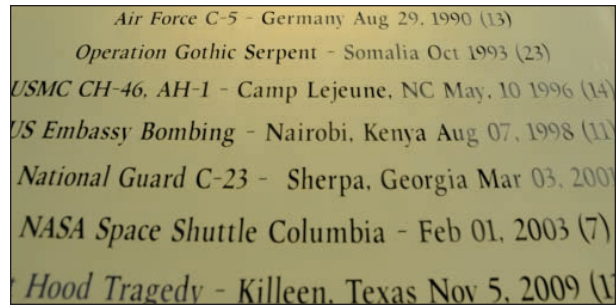 Air Force C-5 - Germany Aug 29, 1990 (13)
Operation Gothic Serpent - Somalia Oct 1993 (23)
USMC CH-46, AH-1 - Camp Lejeune, NC May, 10 1996 (14)
US Embassy Bombing - Nairobi, Kenya Aug 07, 1998 (11)
National Guard C-23 - Sherpa, Georgia Mar 03, 2001
NASA Space Shuttle Columbia - Feb 01, 2003 (7)
Hood Tragedy - Killeen, Texas Nov 5, 2009